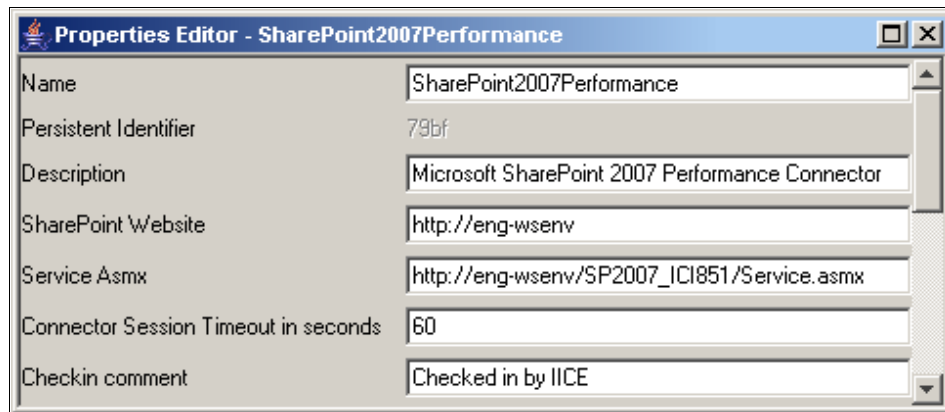 Properties Editor - SharePoint2007Performance
Name SharePoint2007Performance
Persistent Identifier 79bf
Description Microsoft SharePoint 2007 Performance Connector
SharePoint Website http://eng-wsenv
Service Asmx http://eng-wsenv/SP2007_ICI851/Service.asmx
Connector Session Timeout in seconds 60
Checkin comment Checked in by IICE